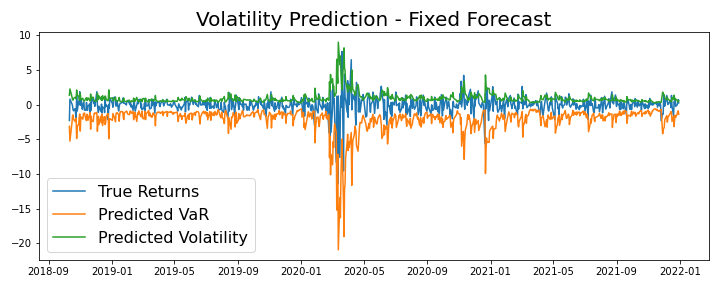 Volatility Prediction - Fixed Forecast
10
5
0
−5
−10
−15
−20
True Returns
Predicted VaR
Predicted Volatility
2018-09 2019-01 2019-05 2019-09 2020-01 2020-05 2020-09 2021-01 2021-05 2021-09 2022-01